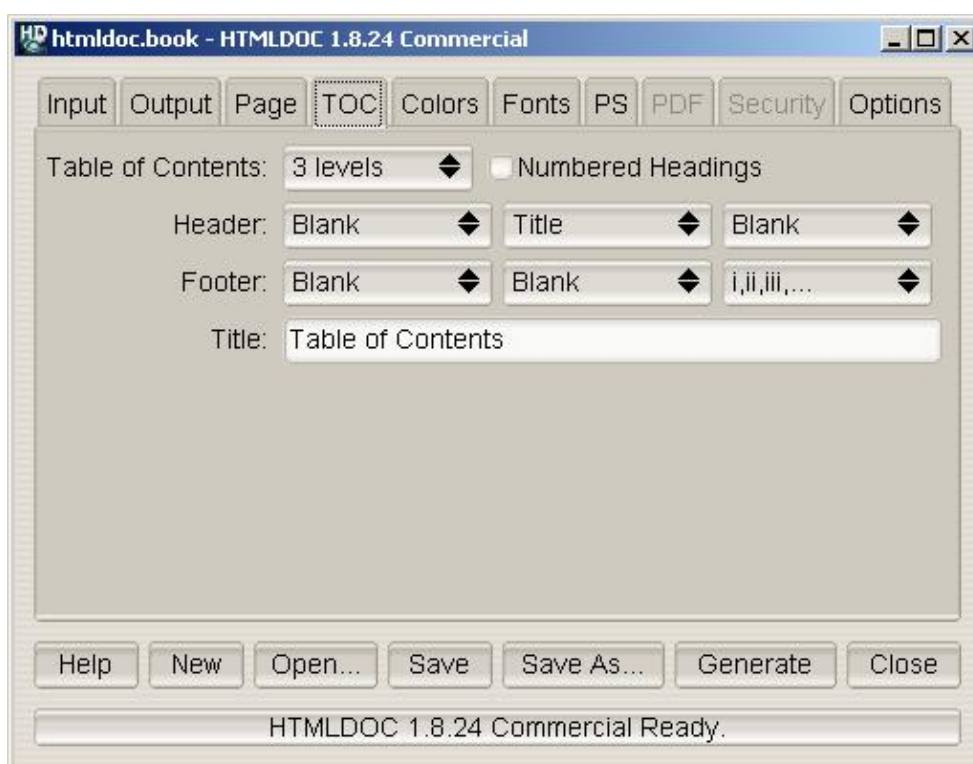 HD htmldoc.book - HTMLDOC 1.8.24 Commercial
Input Output Page TOC Colors Fonts PS PDF Security Options
Table of Contents: 3 levels Numbered Headings
Header: Blank Title Blank
Footer: Blank Blank i,ii,iii,...
Title: Table of Contents
Help New Open... Save Save As... Generate Close
HTMLDOC 1.8.24 Commercial Ready.